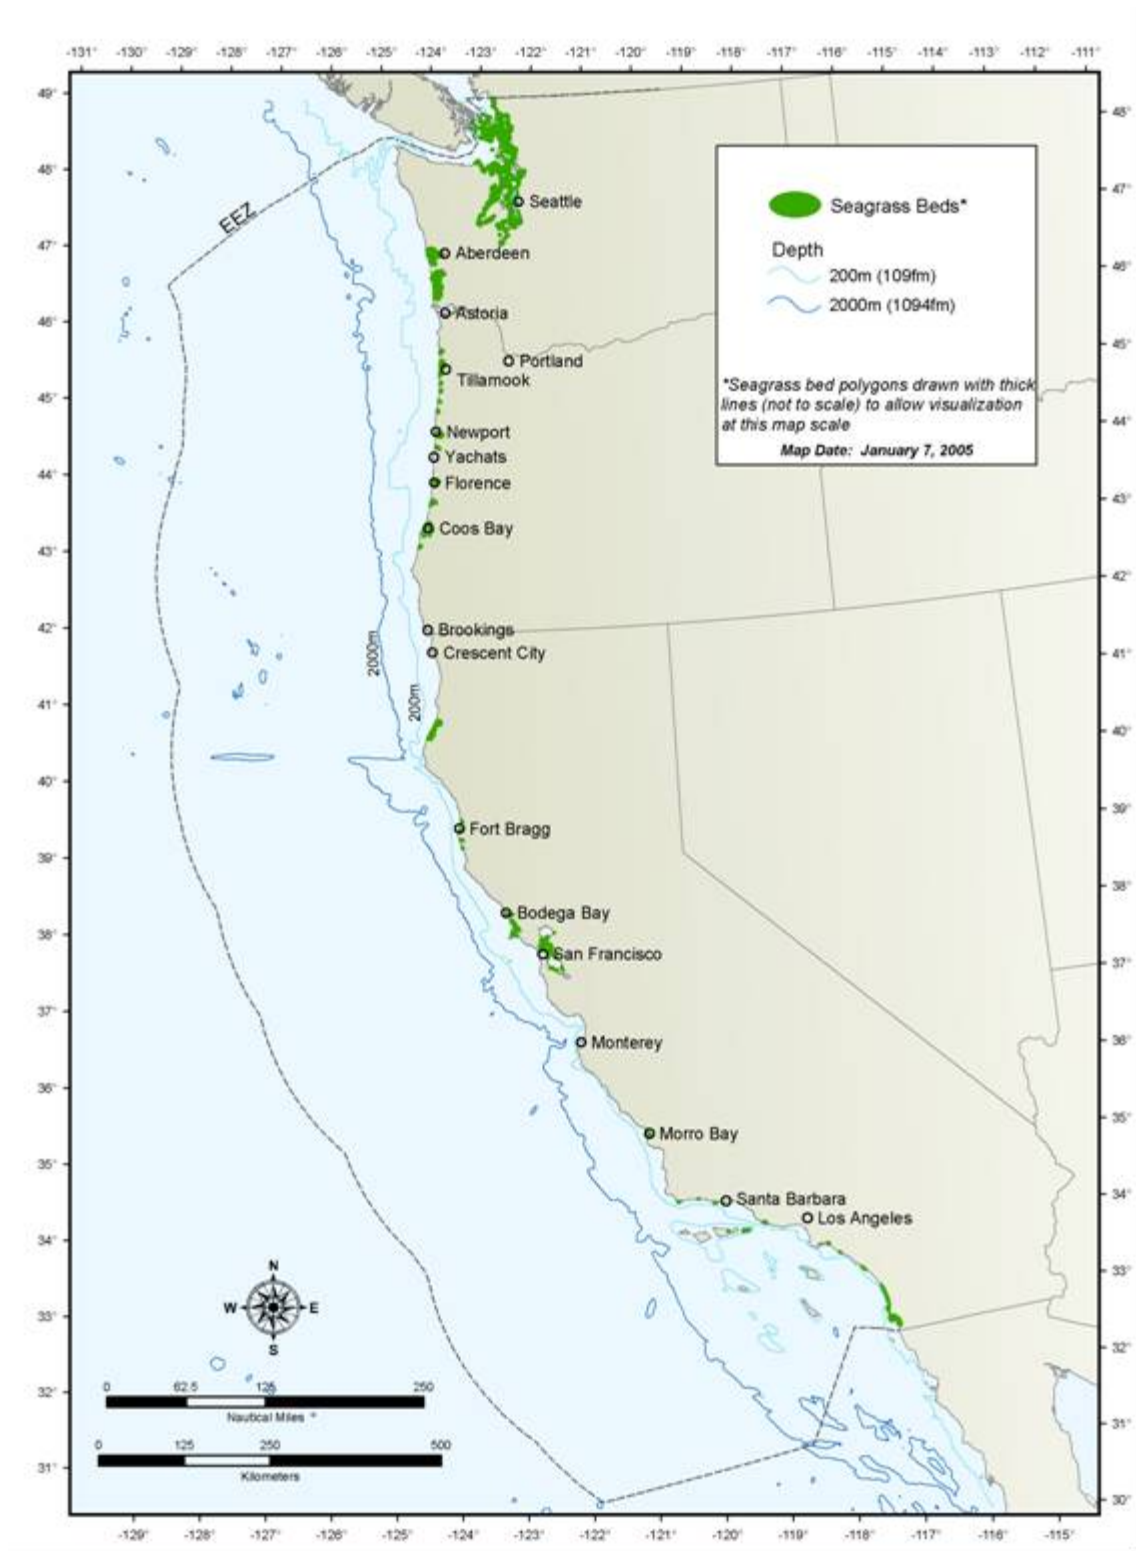 -131° -130° -129° -128° -127° -126° -125° -124° -123° -122° -121° -120° -119° -118° -117° -116° -115° -114° -113° -112° -111°
49°
48°
47°
46°
45°
44°
43°
42°
41°
40°
39°
38°
37°
36°
35°
34°
33°
32°
31°
EEZ
Seattle
Aberdeen
Astoria
Portland
Tillamook
Newport
Yachats
Florence
Coos Bay
Brookings
Crescent City
2000m
200m
Fort Bragg
Bodega Bay
San Francisco
Monterey
Morro Bay
Santa Barbara
Los Angeles
Seagrass Beds*
Depth
200m (109fm)
2000m (1094fm)
*Seagrass bed polygons drawn with thick
lines (not to scale) to allow visualization
at this map scale
Map Date: January 7, 2005
48°
47°
46°
45°
44°
43°
42°
41°
40°
39°
38°
37°
36°
35°
34°
33°
32°
31°
30°
N
W E
S
0 62.5 125 250
Nautical Miles
0 125 250 500
Kilometers
-129° -128° -127° -126° -125° -124° -123° -122° -121° -120° -119° -118° -117° -116° -115°